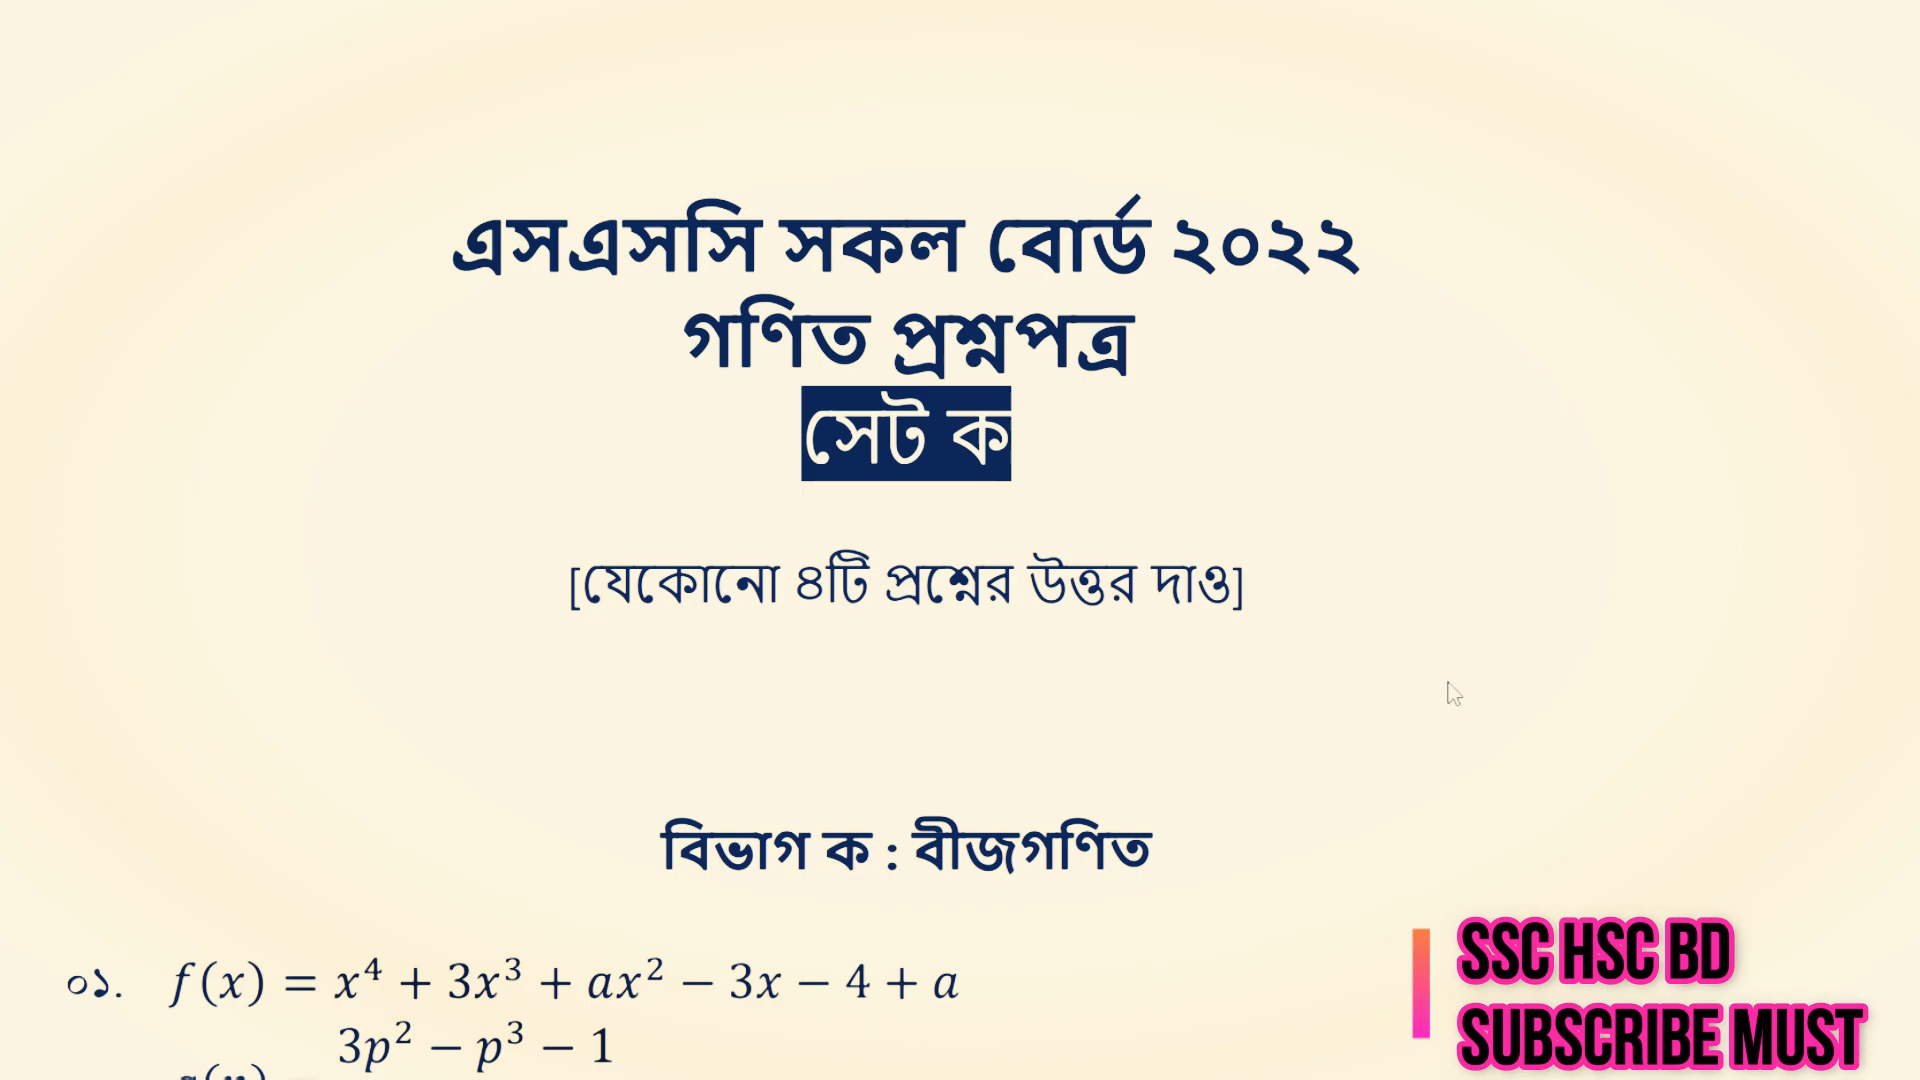 এসএসসি সকল বোর্ড ২০২২
গণিত প্রশ্নপত্র
সেট ক
[যেকোনো ৪টি প্রশ্নের উত্তর দাও]
বিভাগ ক : বীজগণিত
০১. f(x) = x⁴ + 3x³ + ax² − 3x − 4 + a
3p² − p³ − 1
SSC HSC BD
SUBSCRIBE MUST